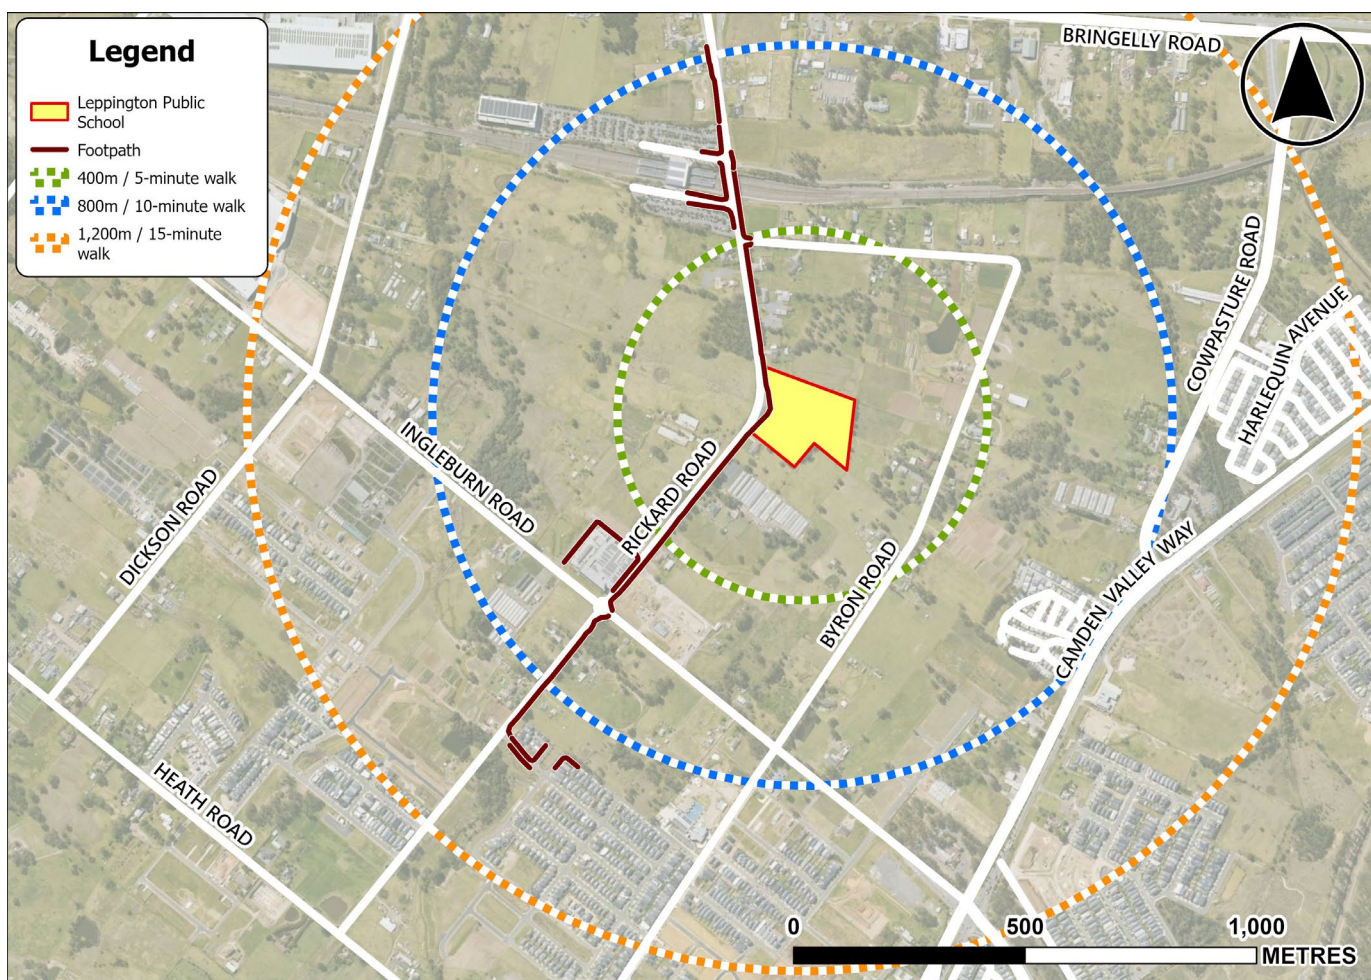 Legend
Leppington Public
School
Footpath
400m / 5-minute walk
800m / 10-minute walk
1,200m / 15-minute
walk
BRINGELLY ROAD
COWPASTURE ROAD
HARLEQUIN AVENUE
INGLEBURN ROAD
RICKARD ROAD
DICKSON ROAD
BYRON ROAD
CAMDEN VALLEY WAY
HEATH ROAD
0 500 1,000
METRES